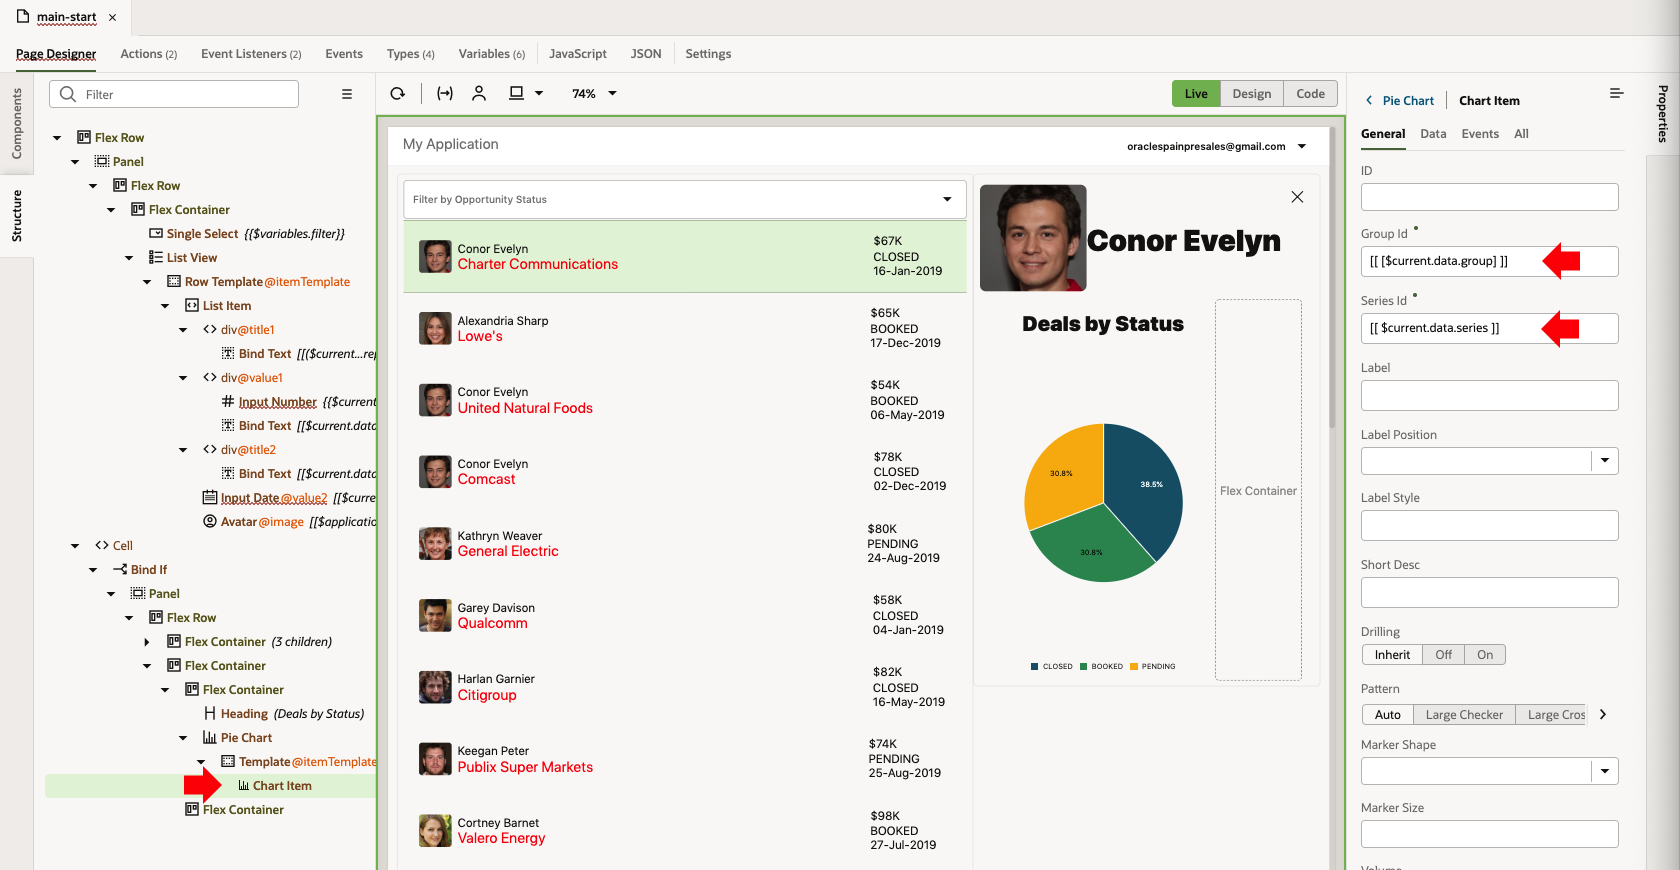 main-start
Page Designer
Actions (2)
Event Listeners (2)
Events
Types (4)
Variables (6)
JavaScript
JSON
Settings
Components
Structure
Filter
Flex Row
Panel
Flex Row
Flex Container
Single Select {{$variables.filter}}
List View
Row Template @itemTemplate
List Item
div@title1
Bind Text [[($current...re
div@value1
Input Number {{$current
Bind Text [[$current.data
div@title2
Bind Text [[$current.data
Input Date @value2 [[$curre
Avatar @image [[$applicatio
Cell
Bind If
Panel
Flex Row
Flex Container (3 children)
Flex Container
Flex Container
Heading (Deals by Status)
Pie Chart
Template @itemTemplate
Chart Item
Flex Container
74%
Live
Design
Code
My Application
oraclespainpresales@gmail.com
Filter by Opportunity Status
Conor Evelyn
Charter Communications
$67K
CLOSED
16-Jan-2019
Alexandria Sharp
Lowe's
$65K
BOOKED
17-Dec-2019
Conor Evelyn
United Natural Foods
$54K
BOOKED
06-May-2019
Conor Evelyn
Comcast
$78K
CLOSED
02-Dec-2019
Kathryn Weaver
General Electric
$80K
PENDING
24-Aug-2019
Garey Davison
Qualcomm
$58K
CLOSED
04-Jan-2019
Harlan Garnier
Citigroup
$82K
CLOSED
16-May-2019
Keegan Peter
Publix Super Markets
$74K
PENDING
25-Aug-2019
Cortney Barnet
Valero Energy
$98K
BOOKED
27-Jul-2019
Conor Evelyn
Deals by Status
30.8%
38.5%
30.8%
CLOSED
BOOKED
PENDING
Flex Container
Pie Chart
Chart Item
Properties
General
Data
Events
All
ID
Group Id
[[ [$current.data.group] ]]
Series Id
[[ $current.data.series ]]
Label
Label Position
Label Style
Short Desc
Drilling
Inherit
Off
On
Pattern
Auto
Large Checker
Large Cros
Marker Shape
Marker Size